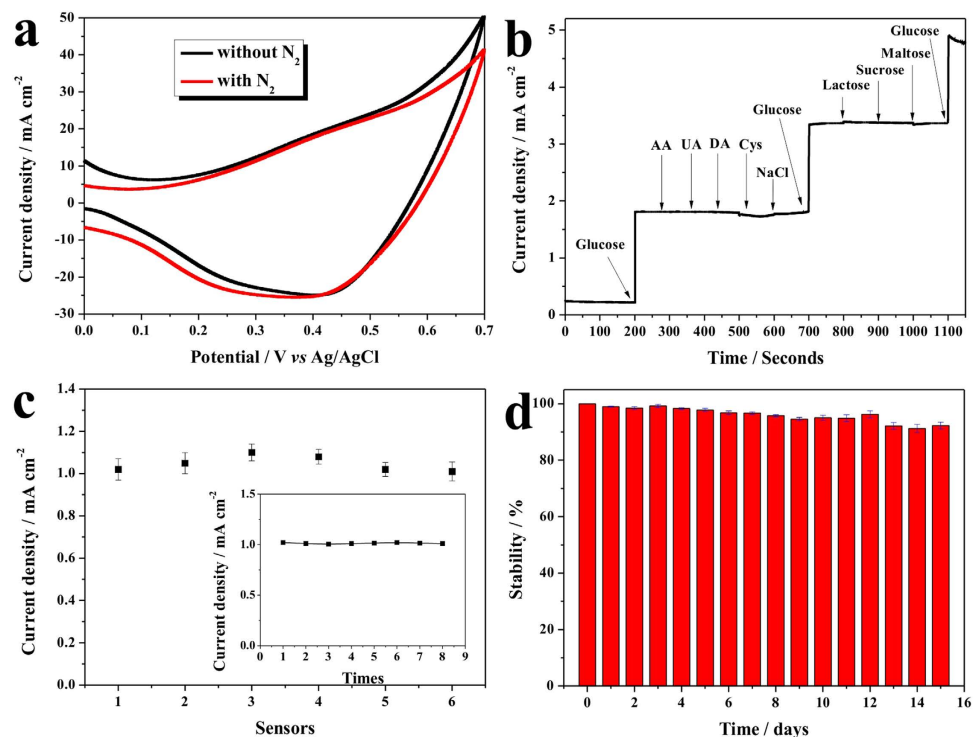 a
without N2
with N2
Current density / mA cm-2
50
40
30
20
10
0
-10
-20
-30
0.0 0.1 0.2 0.3 0.4 0.5 0.6 0.7
Potential / V vs Ag/AgCl
b
Current density / mA cm-2
5
4
3
2
1
0
Glucose
AA
UA
DA
Cys
NaCl
Glucose
Lactose
Sucrose
Maltose
Glucose
0 100 200 300 400 500 600 700 800 900 1000 1100
Time / Seconds
c
Current density / mA cm-2
1.4
1.2
1.0
0.8
0.6
0.4
0.2
0.0
1 2 3 4 5 6
Sensors
Current density / mA cm-2
1.5
1.0
0.5
0.0
0 1 2 3 4 5 6 7 8 9
Times
d
Stability / %
100
80
60
40
20
0
0 2 4 6 8 10 12 14 16
Time / days